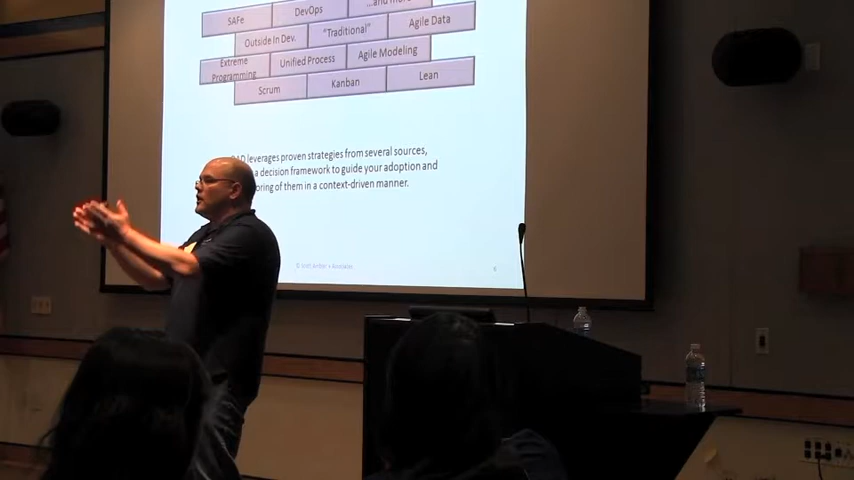 SAFe
DevOps
...and more
Outside In Dev.
"Traditional"
Agile Data
Extreme
Programming
Unified Process
Agile Modeling
Scrum
Kanban
Lean
leverages proven strategies from several sources,
a decision framework to guide your adoption and
of them in a context-driven manner.